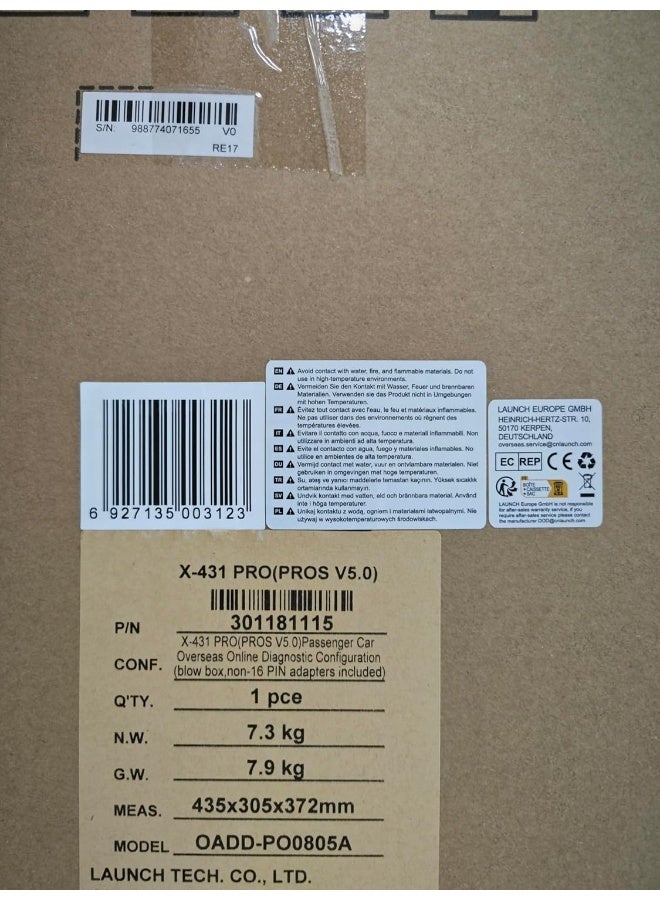 S/N: 988774071655 V0
RE17
6 927135 003123
EN Avoid contact with water, fire, and flammable materials. Do not
use in high-temperature environments.
DE Vermeiden Sie den Kontakt mit Wasser, Feuer und brennbaren
Materialien. Verwenden sie das Produkt nicht in Umgebungen
mit hohen Temperaturen.
FR Évitez tout contact avec l'eau, le feu et matériaux inflammables.
Ne pas utiliser dans des environnements où règnent des
températures élevées.
IT Evitare il contatto con acqua, fuoco e materiali infiammabili. Non
utilizzare in ambienti ad alta temperatura.
ES Evite el contacto con agua, fuego y materiales inflamables. No
utilice en ambientes de alta temperatura.
DU Vermijd contact met water, vuur en ontvlambare materialen. Niet
gebruiken in omgevingen met hoge temperaturen.
TR Su, ateş ve yanıcı maddelerle temastan kaçının. Yüksek sıcaklık
ortamlarında kullanmayın.
SV Undvik kontakt med vatten, eld och brännbara material. Använd
inte i höga temperaturer.
PL Unikaj kontaktu z wodą, ogniem i materiałami łatwopalnymi. Nie
używaj w wysokotemperaturowych środowiskach.
LAUNCH EUROPE GMBH
HEINRICH-HERTZ-STR. 10,
50170 KERPEN,
DEUTSCHLAND
overseas.service@cnlaunch.com
EC REP CE
BOÎTE
+ CASSETTE
+ SAC
LAUNCH Europe GmbH is not responsible
for after-sales warranty service, if you
require after-sales service please contact
the manufacturer DOD@cnlaunch.com
X-431 PRO(PROS V5.0)
P/N 301181115
CONF. X-431 PRO(PROS V5.0)Passenger Car
Overseas Online Diagnostic Configuration
(blow box,non-16 PIN adapters included)
Q'TY. 1 pce
N.W. 7.3 kg
G.W. 7.9 kg
MEAS. 435x305x372mm
MODEL OADD-PO0805A
LAUNCH TECH. CO., LTD.